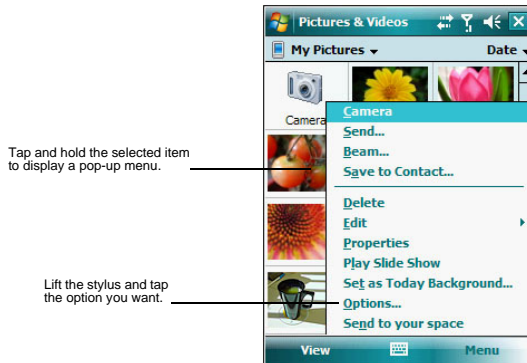 Pictures & Videos
My Pictures
Date
Camera
Camera
Send...
Beam...
Save to Contact...
Tap and hold the selected item
to display a pop-up menu.
Delete
Edit
Properties
Play Slide Show
Set as Today Background...
Lift the stylus and tap
the option you want.
Options...
Send to your space
View
Menu